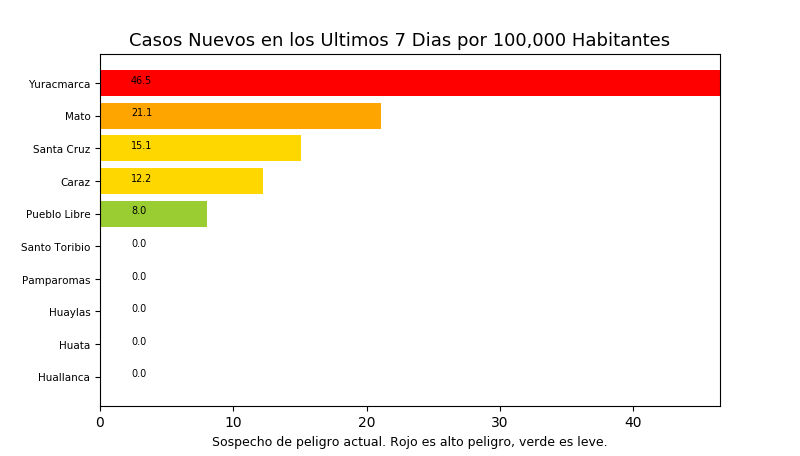 Casos Nuevos en los Ultimos 7 Dias por 100,000 Habitantes
Yuracmarca 46.5
Mato 21.1
Santa Cruz 15.1
Caraz 12.2
Pueblo Libre 8.0
Santo Toribio 0.0
Pamparomas 0.0
Huaylas 0.0
Huata 0.0
Huallanca 0.0
0 10 20 30 40
Sospecho de peligro actual. Rojo es alto peligro, verde es leve.